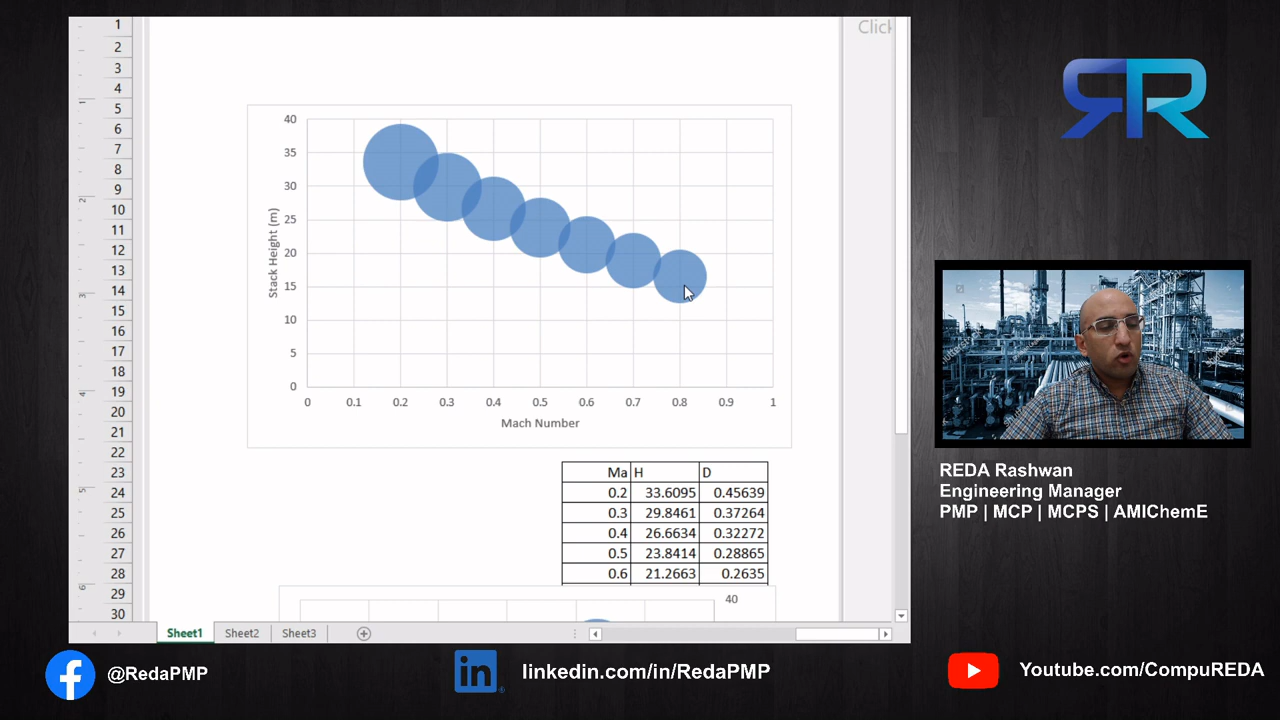 Click
1
2
3
4
5
6
7
8
9
10
11
12
13
14
15
16
17
18
19
20
21
22
23
24
25
26
27
28
29
30
40
35
30
25
20
15
10
5
0
Stack Height (m)
0 0.1 0.2 0.3 0.4 0.5 0.6 0.7 0.8 0.9 1
Mach Number
Ma H D
0.2 33.6095 0.45639
0.3 29.8461 0.37264
0.4 26.6634 0.32272
0.5 23.8414 0.28865
0.6 21.2663 0.2635
40
Sheet1 Sheet2 Sheet3
RR
REDA Rashwan
Engineering Manager
PMP | MCP | MCPS | AMIChemE
@RedaPMP
in linkedin.com/in/RedaPMP
Youtube.com/CompuREDA